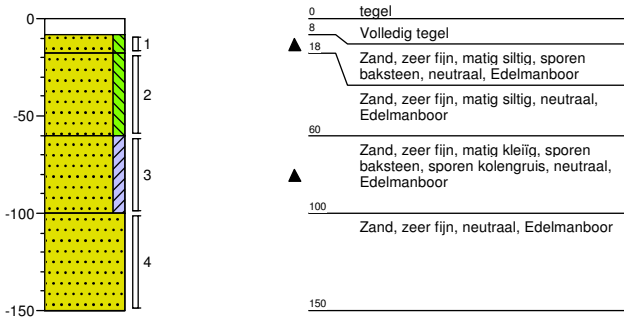 0
-50
-100
-150
1
2
3
4
0 tegel
8 Volledig tegel
18 Zand, zeer fijn, matig siltig, sporen
baksteen, neutraal, Edelmanboor
Zand, zeer fijn, matig siltig, neutraal,
Edelmanboor
60
Zand, zeer fijn, matig kleiïg, sporen
baksteen, sporen kolengruis, neutraal,
Edelmanboor
100
Zand, zeer fijn, neutraal, Edelmanboor
150